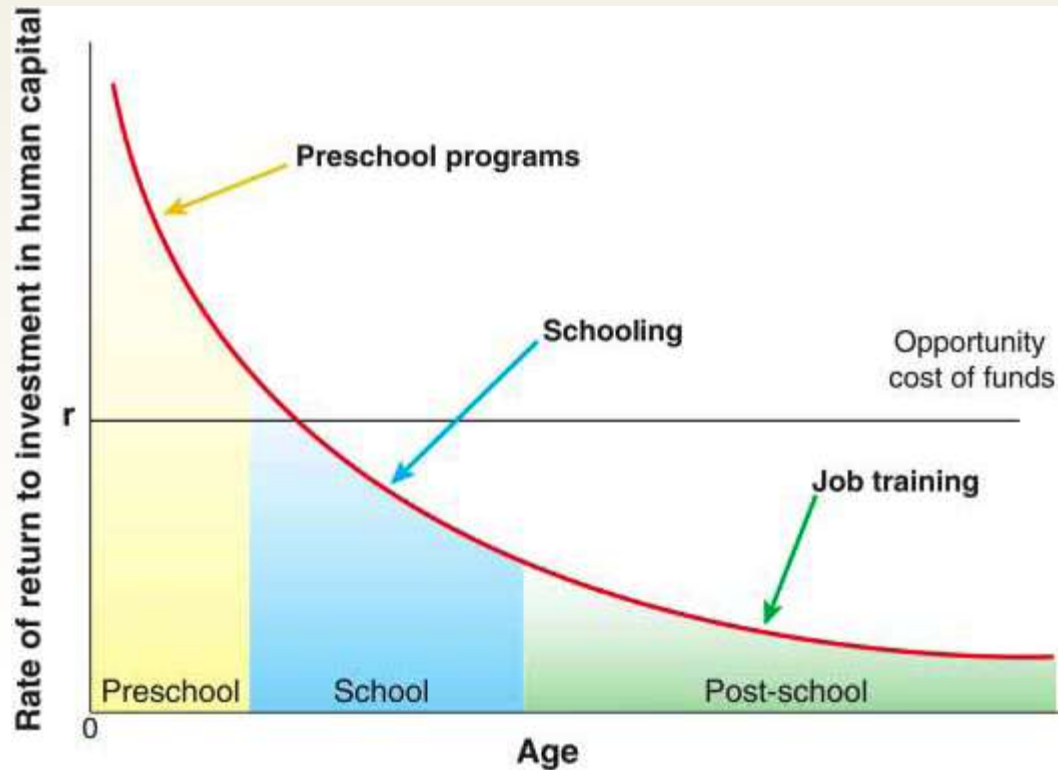 Rate of return to investment in human capital
Preschool programs
Schooling
Opportunity
cost of funds
r
Job training
Preschool
School
Post-school
0
Age